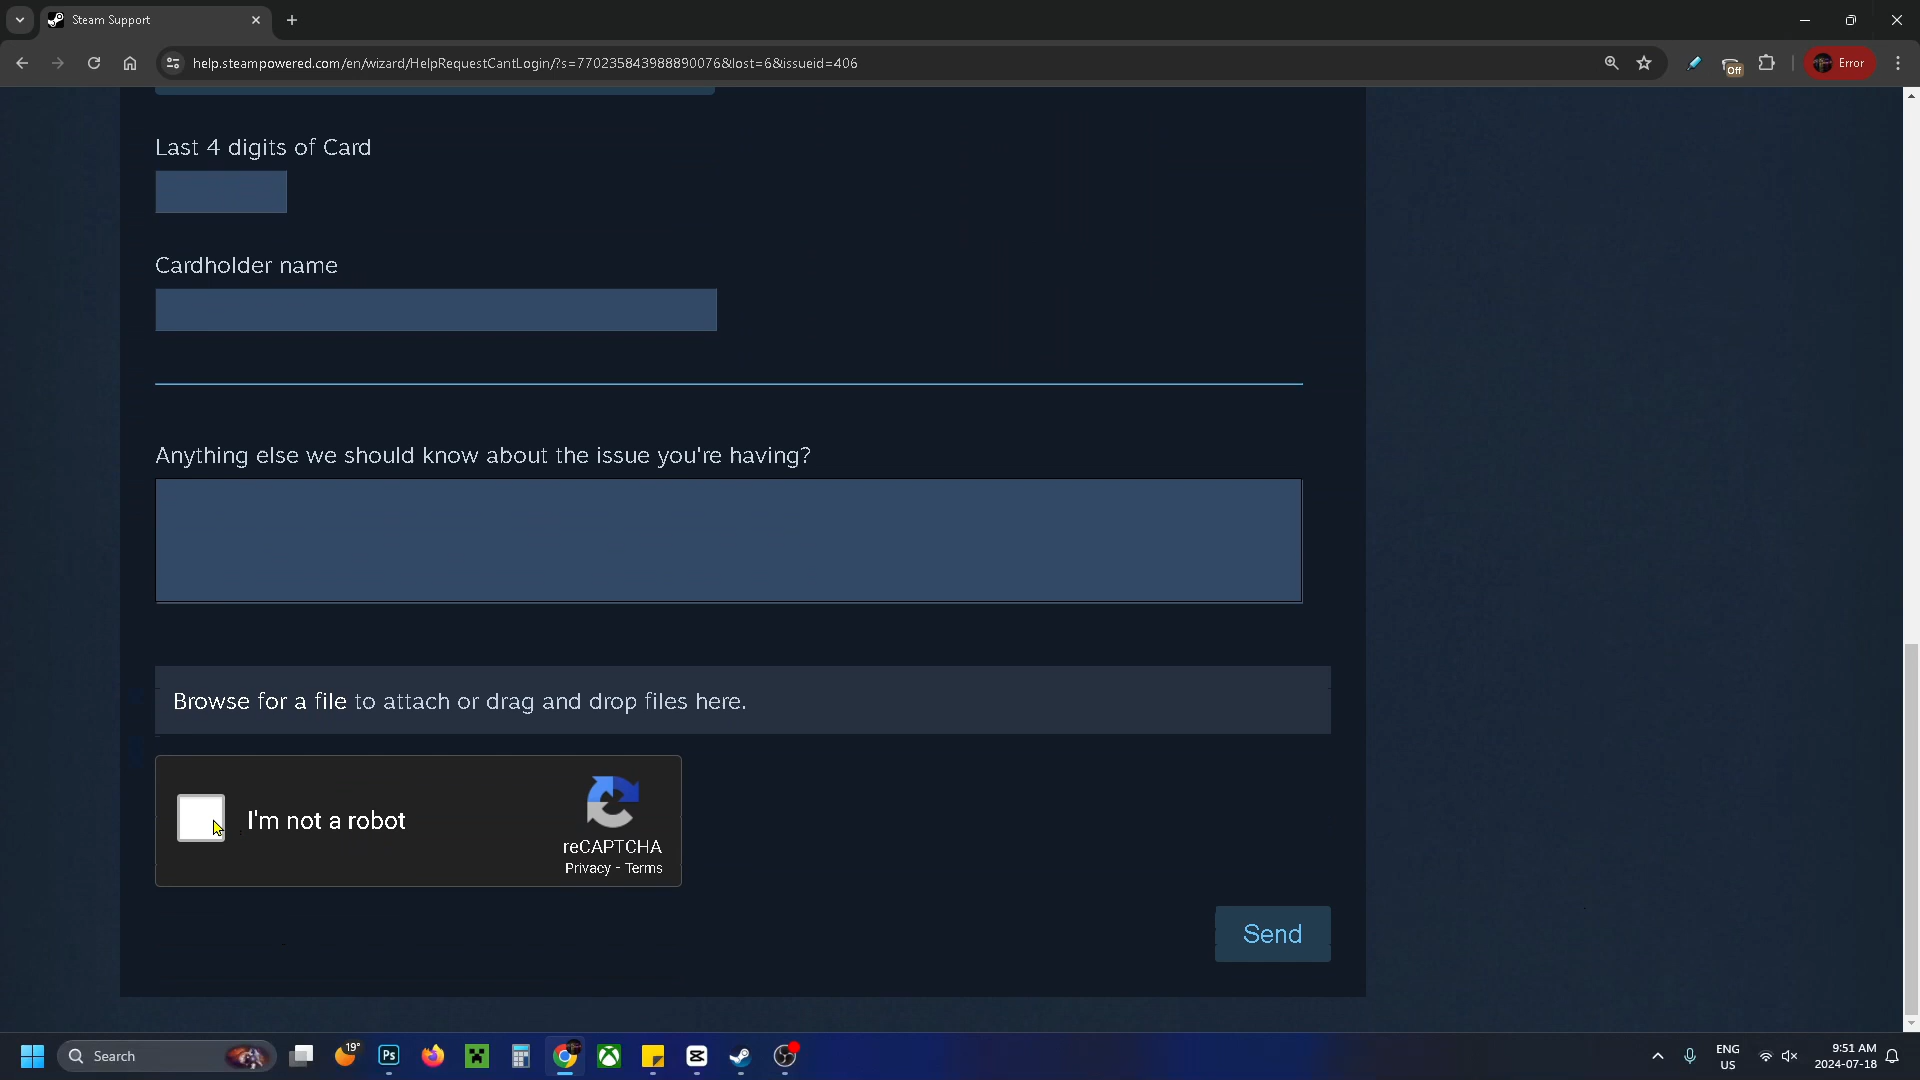 Steam Support
help.steampowered.com/en/wizard/HelpRequestCantLogin/?s=770235843988890076&lost=6&issueid=406
Off
Error
Last 4 digits of Card
Cardholder name
Anything else we should know about the issue you're having?
Browse for a file to attach or drag and drop files here.
I'm not a robot
reCAPTCHA
Privacy - Terms
Send
Search
19°
Ps
ENG
US
9:51 AM
2024-07-18